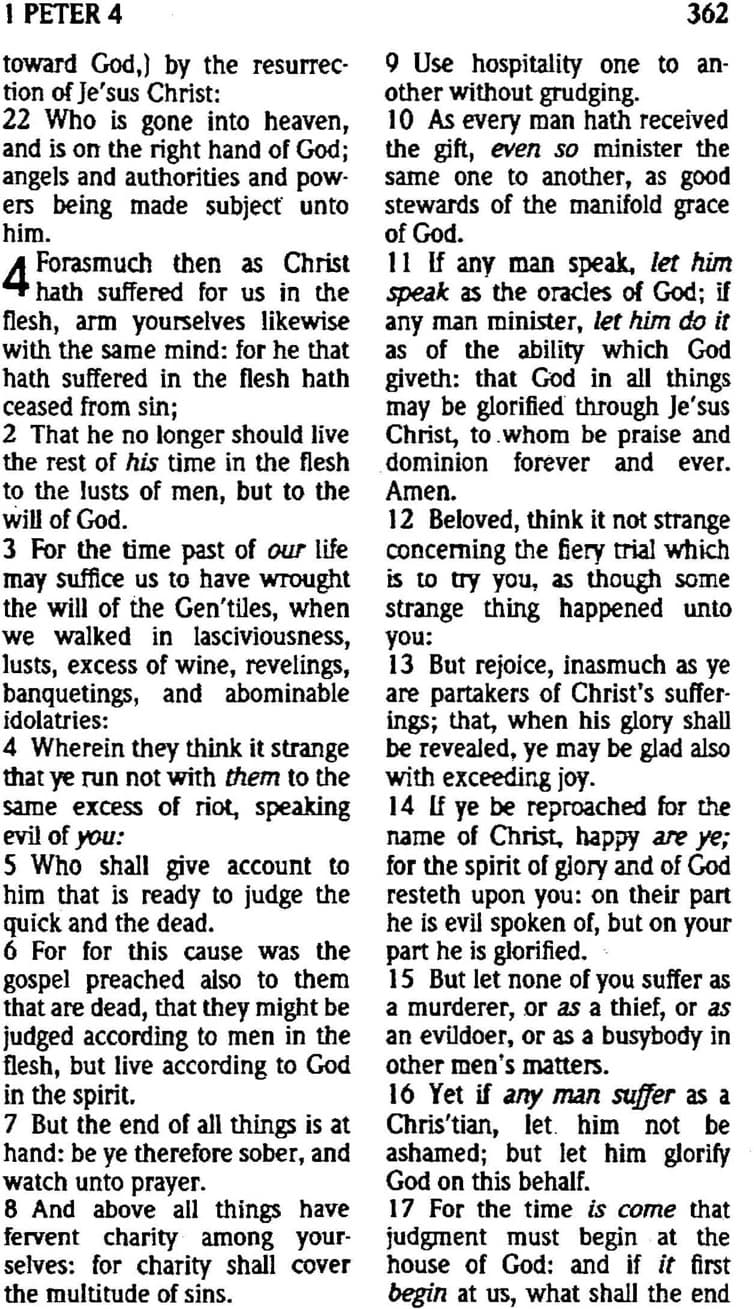 1 PETER 4
362
toward God,) by the resurrec-
tion of Je'sus Christ:
22 Who is gone into heaven,
and is on the right hand of God;
angels and authorities and pow-
ers being made subject unto
him.
4 Forasmuch then as Christ
hath suffered for us in the
flesh, arm yourselves likewise
with the same mind: for he that
hath suffered in the flesh hath
ceased from sin;
2 That he no longer should live
the rest of his time in the flesh
to the lusts of men, but to the
will of God.
3 For the time past of our life
may suffice us to have wrought
the will of the Gen'tiles, when
we walked in lasciviousness,
lusts, excess of wine, revelings,
banquetings, and abominable
idolatries:
4 Wherein they think it strange
that ye run not with them to the
same excess of riot, speaking
evil of you:
5 Who shall give account to
him that is ready to judge the
quick and the dead.
6 For for this cause was the
gospel preached also to them
that are dead, that they might be
judged according to men in the
flesh, but live according to God
in the spirit.
7 But the end of all things is at
hand: be ye therefore sober, and
watch unto prayer.
8 And above all things have
fervent charity among your-
selves: for charity shall cover
the multitude of sins.
9 Use hospitality one to an-
other without grudging.
10 As every man hath received
the gift, even so minister the
same one to another, as good
stewards of the manifold grace
of God.
11 If any man speak, let him
speak as the oracles of God; if
any man minister, let him do it
as of the ability which God
giveth: that God in all things
may be glorified through Je'sus
Christ, to whom be praise and
dominion forever and ever.
Amen.
12 Beloved, think it not strange
concerning the fiery trial which
is to try you, as though some
strange thing happened unto
you:
13 But rejoice, inasmuch as ye
are partakers of Christ's suffer-
ings; that, when his glory shall
be revealed, ye may be glad also
with exceeding joy.
14 If ye be reproached for the
name of Christ, happy are ye;
for the spirit of glory and of God
resteth upon you: on their part
he is evil spoken of, but on your
part he is glorified.
15 But let none of you suffer as
a murderer, or as a thief, or as
an evildoer, or as a busybody in
other men's matters.
16 Yet if any man suffer as a
Chris'tian, let him not be
ashamed; but let him glorify
God on this behalf.
17 For the time is come that
judgment must begin at the
house of God: and if it first
begin at us, what shall the end